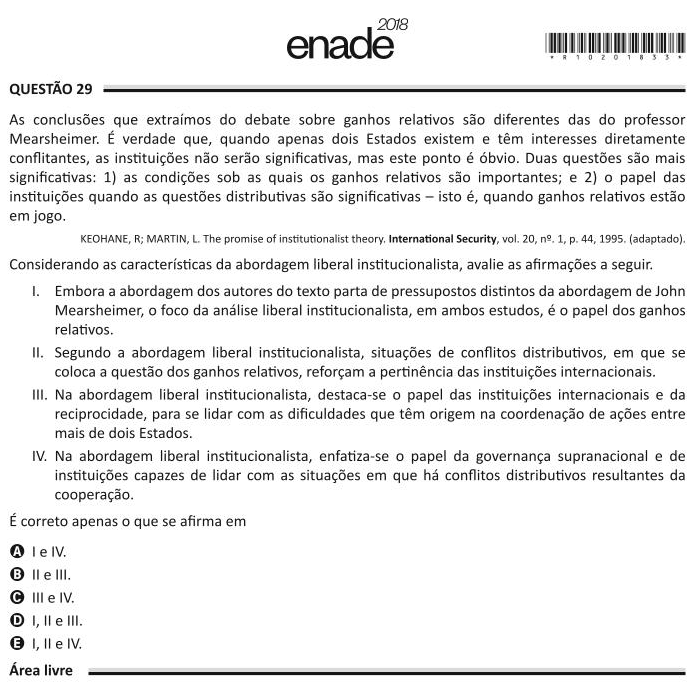 enade 2018
* R 1 0 2 0 1 8 3 3 *
QUESTÃO 29
As conclusões que extraímos do debate sobre ganhos relativos são diferentes das do professor
Mearsheimer. É verdade que, quando apenas dois Estados existem e têm interesses diretamente
conflitantes, as instituições não serão significativas, mas este ponto é óbvio. Duas questões são mais
significativas: 1) as condições sob as quais os ganhos relativos são importantes; e 2) o papel das
instituições quando as questões distributivas são significativas – isto é, quando ganhos relativos estão
em jogo.
KEOHANE, R; MARTIN, L. The promise of institutionalist theory. International Security, vol. 20, nº. 1, p. 44, 1995. (adaptado).
Considerando as características da abordagem liberal institucionalista, avalie as afirmações a seguir.
I. Embora a abordagem dos autores do texto parta de pressupostos distintos da abordagem de John
Mearsheimer, o foco da análise liberal institucionalista, em ambos estudos, é o papel dos ganhos
relativos.
II. Segundo a abordagem liberal institucionalista, situações de conflitos distributivos, em que se
coloca a questão dos ganhos relativos, reforçam a pertinência das instituições internacionais.
III. Na abordagem liberal institucionalista, destaca-se o papel das instituições internacionais e da
reciprocidade, para se lidar com as dificuldades que têm origem na coordenação de ações entre
mais de dois Estados.
IV. Na abordagem liberal institucionalista, enfatiza-se o papel da governança supranacional e de
instituições capazes de lidar com as situações em que há conflitos distributivos resultantes da
cooperação.
É correto apenas o que se afirma em
A I e IV.
B II e III.
C III e IV.
D I, II e III.
E I, II e IV.
Área livre